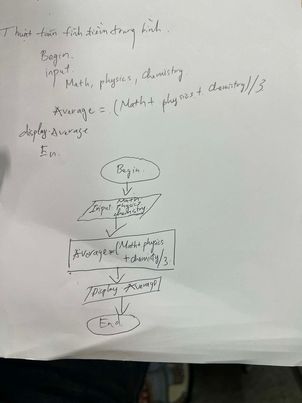 Thuật toán tính điểm trung bình.
Begin.
input.
Math, physics, Chemistry
Average = (Math + physics + Chemistry)/3
display Average
En.
Begin.
Input: Math
physics
chemistry
Average = (Math + physics
+ chemistry)/3.
Display Average
End